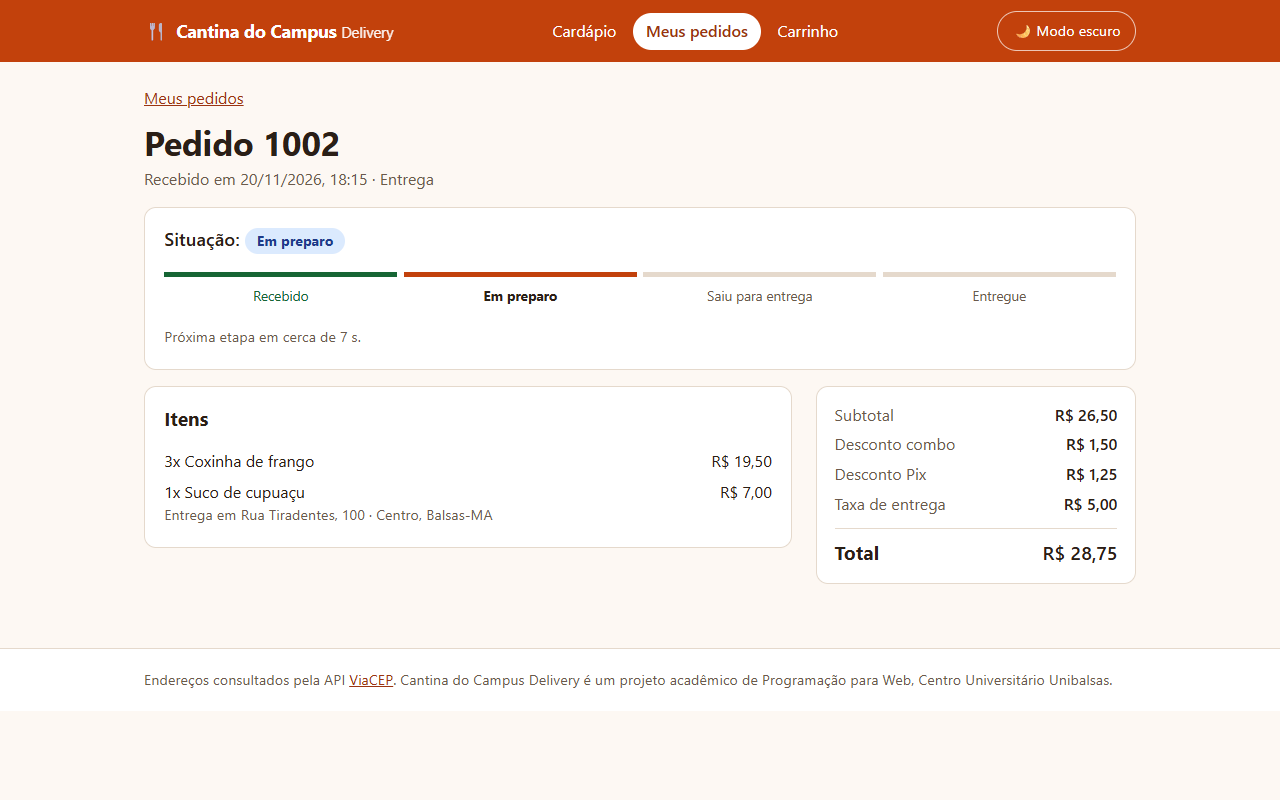 Cantina do Campus Delivery
Cardápio
Meus pedidos
Carrinho
Modo escuro
Meus pedidos
Pedido 1002
Recebido em 20/11/2026, 18:15 · Entrega
Situação: Em preparo
Recebido
Em preparo
Saiu para entrega
Entregue
Próxima etapa em cerca de 7 s.
Itens
3x Coxinha de frango R$ 19,50
1x Suco de cupuaçu R$ 7,00
Entrega em Rua Tiradentes, 100 · Centro, Balsas-MA
Subtotal R$ 26,50
Desconto combo R$ 1,50
Desconto Pix R$ 1,25
Taxa de entrega R$ 5,00
Total R$ 28,75
Endereços consultados pela API ViaCEP. Cantina do Campus Delivery é um projeto acadêmico de Programação para Web, Centro Universitário Unibalsas.